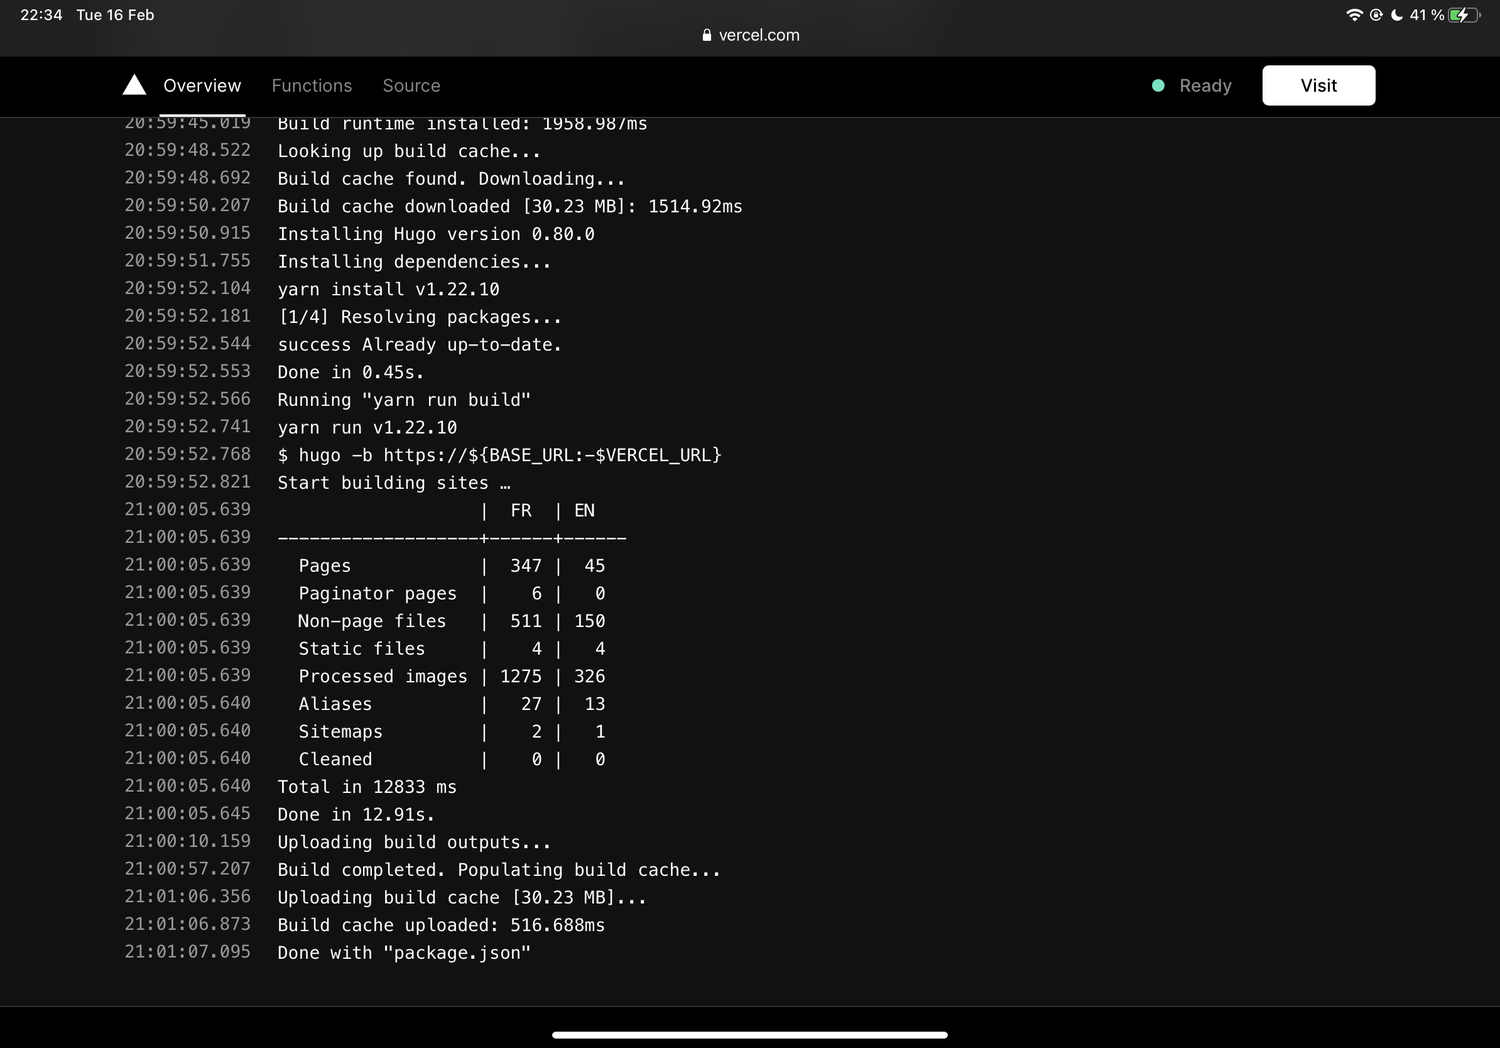 22:34 Tue 16 Feb
41 %
vercel.com
Overview Functions Source Ready Visit
20:59:45.019 Build runtime installed: 1958.987ms
20:59:48.522 Looking up build cache...
20:59:48.692 Build cache found. Downloading...
20:59:50.207 Build cache downloaded [30.23 MB]: 1514.92ms
20:59:50.915 Installing Hugo version 0.80.0
20:59:51.755 Installing dependencies...
20:59:52.104 yarn install v1.22.10
20:59:52.181 [1/4] Resolving packages...
20:59:52.544 success Already up-to-date.
20:59:52.553 Done in 0.45s.
20:59:52.566 Running "yarn run build"
20:59:52.741 yarn run v1.22.10
20:59:52.768 $ hugo -b https://${BASE_URL:-$VERCEL_URL}
20:59:52.821 Start building sites …
21:00:05.639 | FR | EN
21:00:05.639 -------------------+------+------
21:00:05.639 Pages | 347 | 45
21:00:05.639 Paginator pages | 6 | 0
21:00:05.639 Non-page files | 511 | 150
21:00:05.639 Static files | 4 | 4
21:00:05.639 Processed images | 1275 | 326
21:00:05.640 Aliases | 27 | 13
21:00:05.640 Sitemaps | 2 | 1
21:00:05.640 Cleaned | 0 | 0
21:00:05.640 Total in 12833 ms
21:00:05.645 Done in 12.91s.
21:00:10.159 Uploading build outputs...
21:00:57.207 Build completed. Populating build cache...
21:01:06.356 Uploading build cache [30.23 MB]...
21:01:06.873 Build cache uploaded: 516.688ms
21:01:07.095 Done with "package.json"